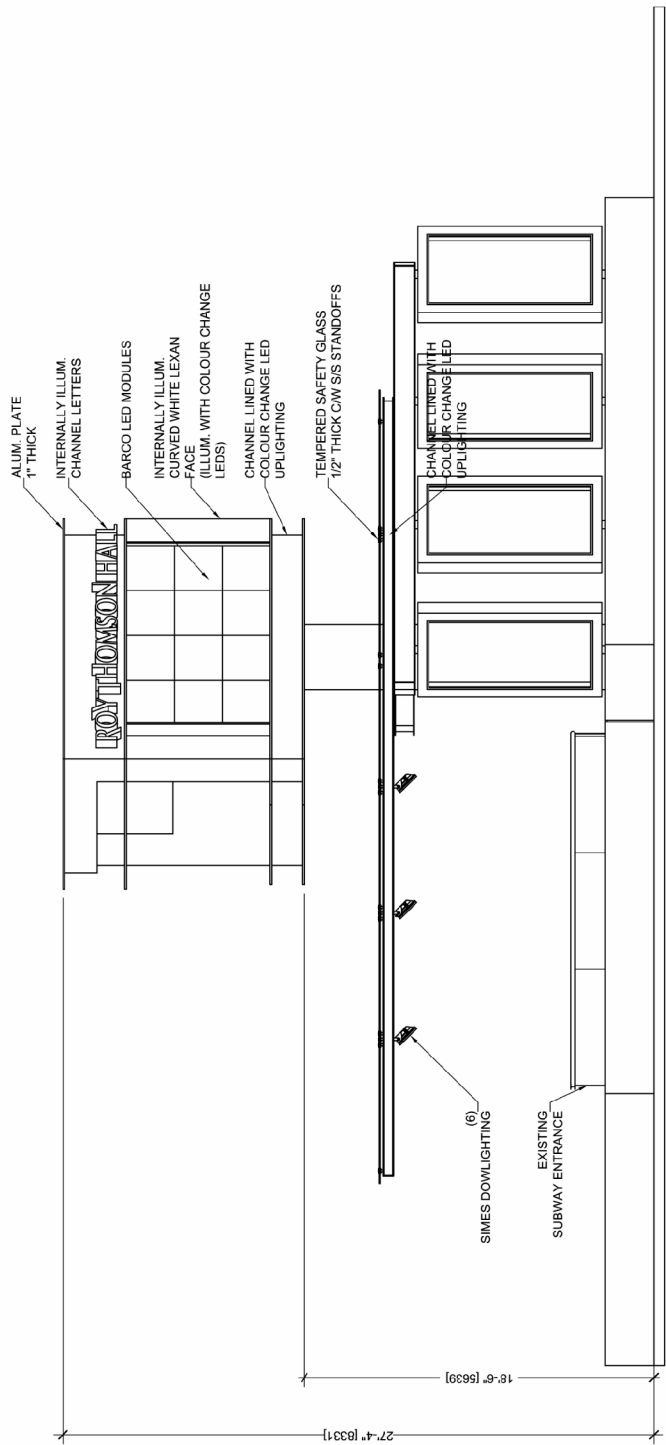 ALUM. PLATE
1" THICK
INTERNALLY ILLUM.
CHANNEL LETTERS
BARCO LED MODULES
INTERNALLY ILLUM.
CURVED WHITE LEXAN
FACE
(ILLUM. WITH COLOUR CHANGE
LEDS)
CHANNEL LINED WITH
COLOUR CHANGE LED
UPLIGHTING
TEMPERED SAFETY GLASS
1/2" THICK C/W S/S STANDOFFS
CHANNEL LINED WITH
COLOUR CHANGE LED
UPLIGHTING
ROY THOMSON HALL
(6)
SIMES DOWLIGHTING
EXISTING
SUBWAY ENTRANCE
18'-6" [5639]
27'-4" [8331]